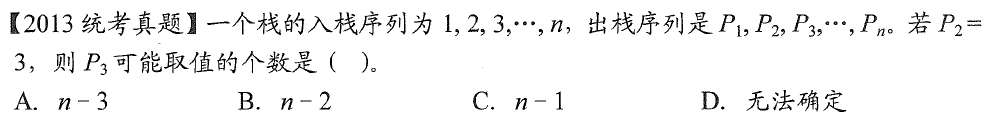 【2013 统考真题】一个栈的入栈序列为 1, 2, 3,⋯, n，出栈序列是 P₁, P₂, P₃,⋯, Pₙ。若 P₂ =
3，则 P₃ 可能取值的个数是（ ）。
A. n − 3 B. n − 2 C. n − 1 D. 无法确定